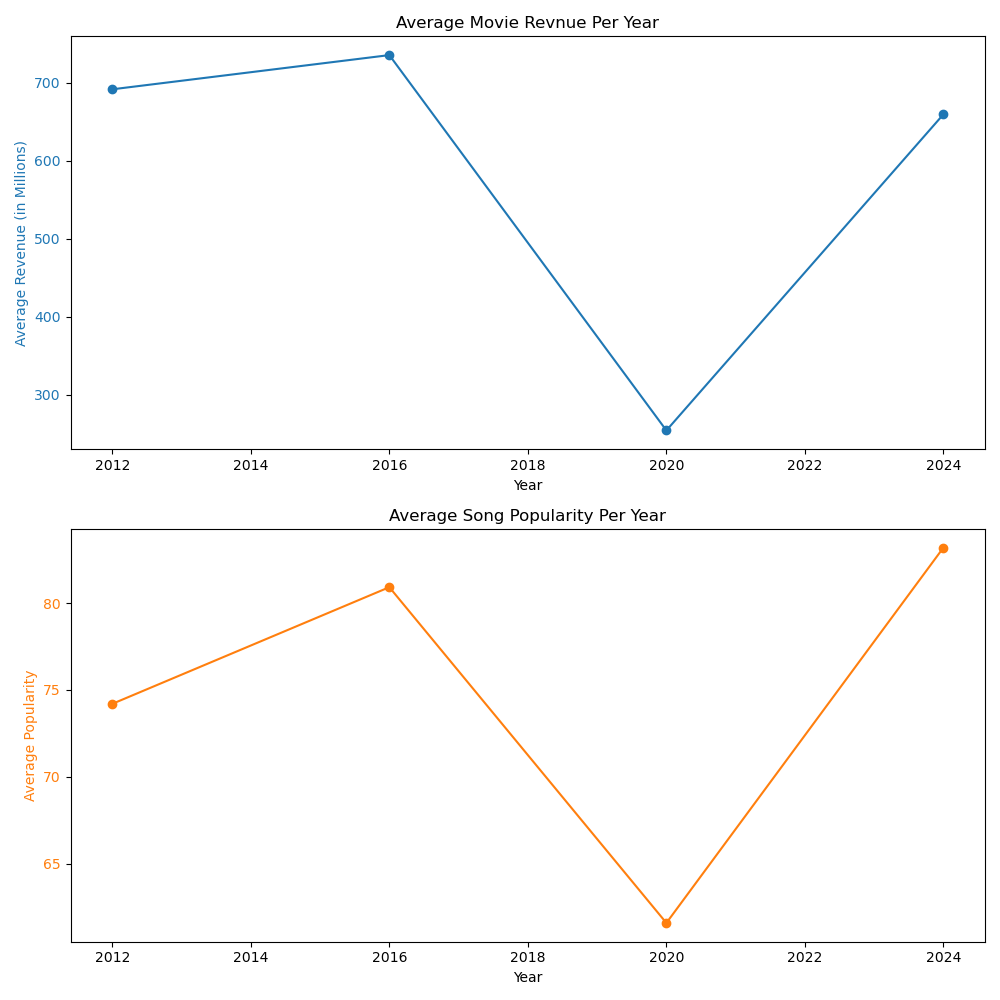 Average Movie Revnue Per Year
Average Revenue (in Millions)
700
600
500
400
300
2012 2014 2016 2018 2020 2022 2024
Year
Average Song Popularity Per Year
Average Popularity
80
75
70
65
2012 2014 2016 2018 2020 2022 2024
Year